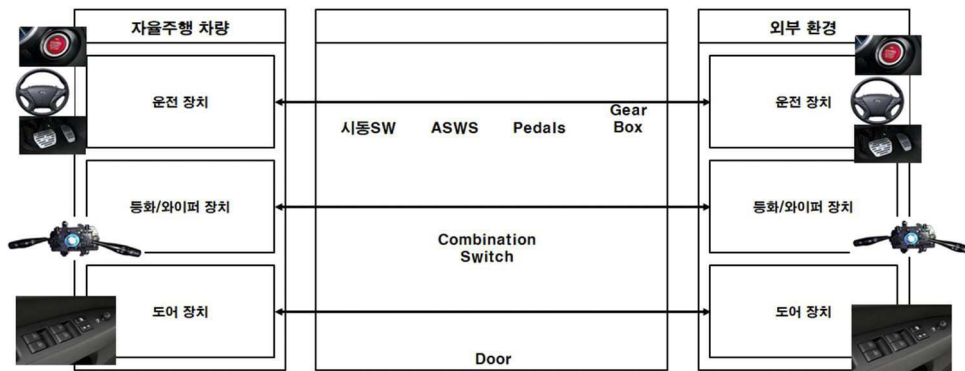 자율주행 차량
외부 환경
운전 장치
운전 장치
시동SW
ASWS
Pedals
Gear
Box
등화/와이퍼 장치
등화/와이퍼 장치
Combination
Switch
도어 장치
도어 장치
Door